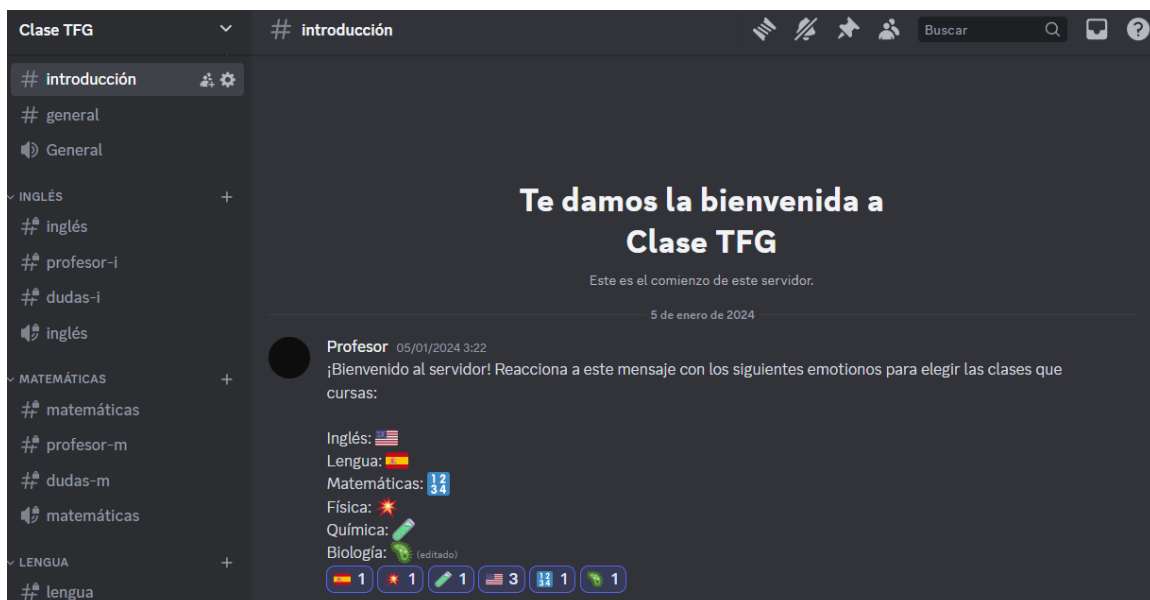 Clase TFG
# introducción
# general
General
INGLÉS
# inglés
# profesor-i
# dudas-i
inglés
MATEMÁTICAS
# matemáticas
# profesor-m
# dudas-m
matemáticas
LENGUA
# lengua
# introducción
Buscar
Te damos la bienvenida a
Clase TFG
Este es el comienzo de este servidor.
5 de enero de 2024
Profesor 05/01/2024 3:22
¡Bienvenido al servidor! Reacciona a este mensaje con los siguientes emotionos para elegir las clases que
cursas:
Inglés: 🇺🇸
Lengua: 🇪🇸
Matemáticas: 🔢
Física: 💥
Química: 🧪
Biología: 🦠 (editado)
🇪🇸 1 💥 1 🧪 1 🇺🇸 3 🔢 1 🦠 1